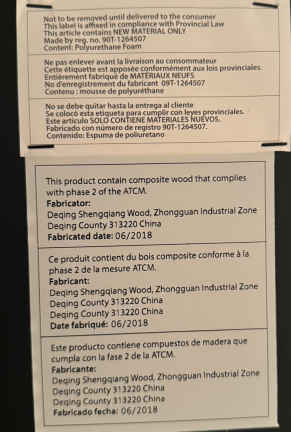 Not to be removed until delivered to the consumer
This label is affixed in compliance with Provincial Law
This article contains NEW MATERIAL ONLY
Made by reg. no. 90T-1264507
Content: Polyurethane Foam
Ne pas enlever avant la livraison au consommateur
Cette étiquette est apposée conformément aux lois provinciales.
Entièrement fabriqué de MATÉRIAUX NEUFS
No d'enregistrement du fabricant 09T-1264507
Contenu : mousse de polyuréthane
No se debe quitar hasta la entrega al cliente
Se colocó esta etiqueta para cumplir con leyes provinciales.
Este artículo SÓLO CONTIENE MATERIALES NUEVOS.
Fabricado con número de registro 90T-1264507.
Contenido: Espuma de poliuretano
This product contain composite wood that complies
with phase 2 of the ATCM.
Fabricator:
Deqing Shengqiang Wood, Zhongguan Industrial Zone
Deqing County 313220 China
Fabricated date: 06/2018
Ce produit contient du bois composite conforme à la
phase 2 de la mesure ATCM.
Fabricant:
Deqing Shengqiang Wood, Zhongguan Industrial Zone
Deqing County 313220 China
Deqing County 313220 China
Date fabriqué: 06/2018
Este producto contiene compuestos de madera que
cumpla con la fase 2 de la ATCM.
Fabricante:
Deqing Shengqiang Wood, Zhongguan Industrial Zone
Deqing County 313220 China
Deqing County 313220 China
Fabricado fecha: 06/2018